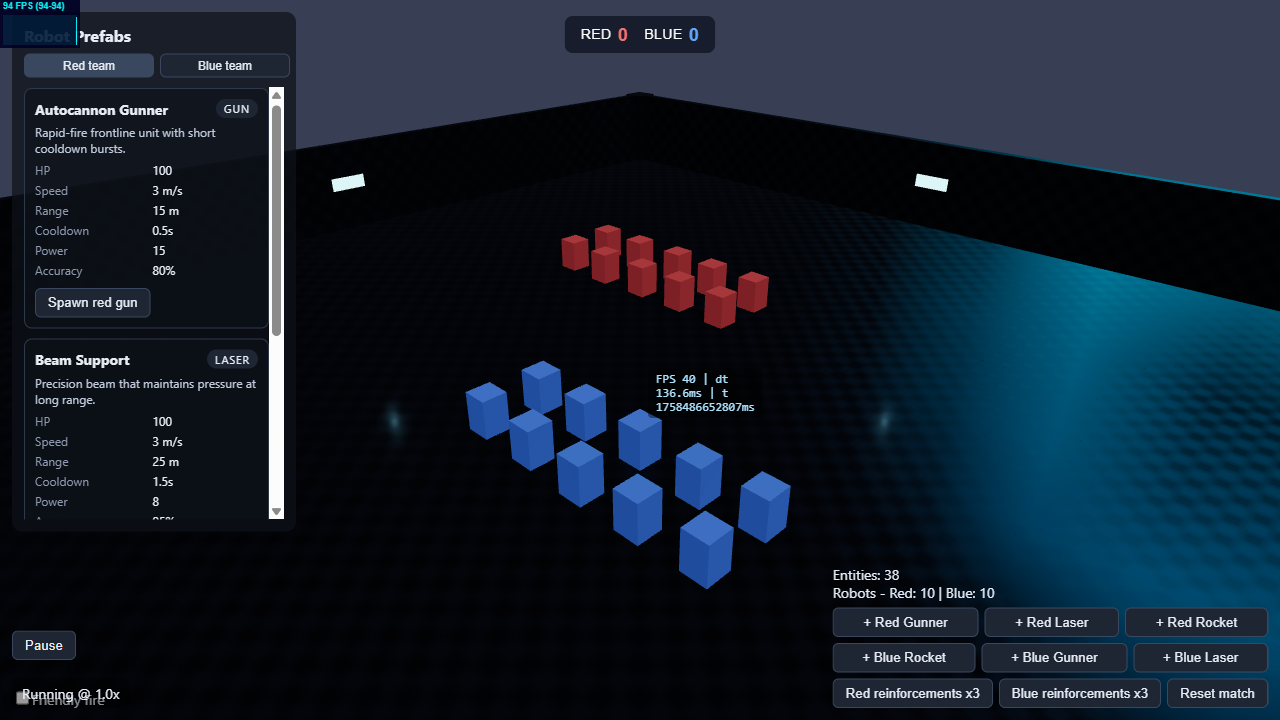 94 FPS (94-94)
Robot Prefabs
Red team
Blue team
Autocannon Gunner
GUN
Rapid-fire frontline unit with short
cooldown bursts.
HP 100
Speed 3 m/s
Range 15 m
Cooldown 0.5s
Power 15
Accuracy 80%
Spawn red gun
Beam Support
LASER
Precision beam that maintains pressure at
long range.
HP 100
Speed 3 m/s
Range 25 m
Cooldown 1.5s
Power 8
RED 0 BLUE 0
FPS 40 | dt
136.6ms | t
1758486652807ms
Pause
Running @ 1.0x
Friendly fire
Entities: 38
Robots - Red: 10 | Blue: 10
+ Red Gunner
+ Red Laser
+ Red Rocket
+ Blue Rocket
+ Blue Gunner
+ Blue Laser
Red reinforcements x3
Blue reinforcements x3
Reset match